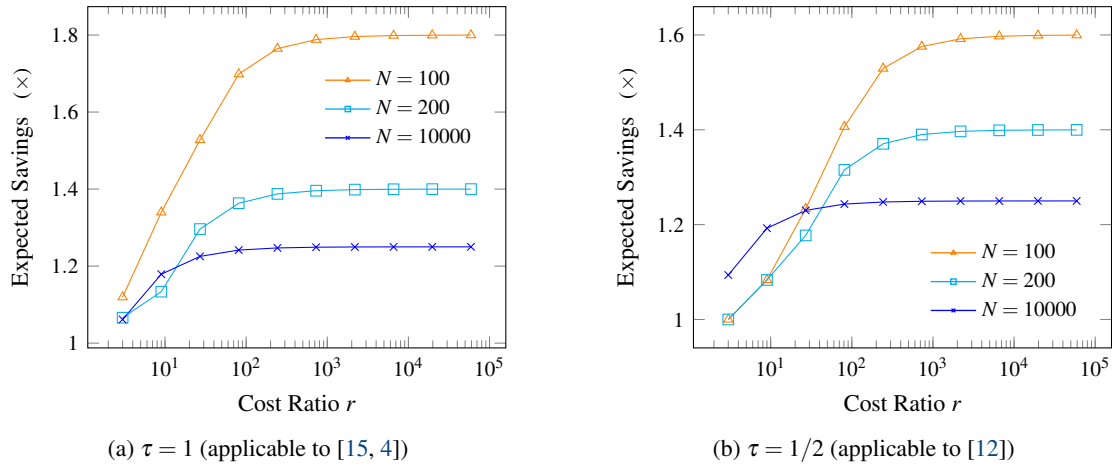 1.8
1.6
1.4
1.2
1
Expected Savings (×)
N = 100
N = 200
N = 10000
10^1 10^2 10^3 10^4 10^5
Cost Ratio r
(a) τ = 1 (applicable to [15, 4])
1.6
1.4
1.2
1
Expected Savings (×)
N = 100
N = 200
N = 10000
10^1 10^2 10^3 10^4 10^5
Cost Ratio r
(b) τ = 1/2 (applicable to [12])